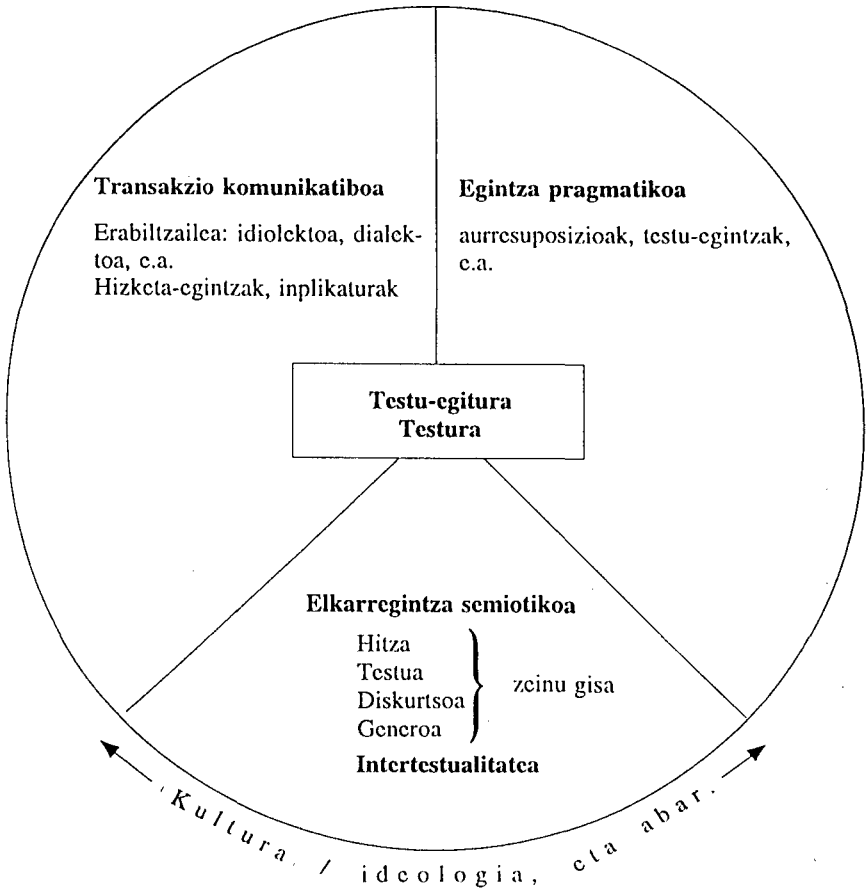 Transakzio komunikatiboa
Erabiltzailea: idiolektoa, dialek-
toa, e.a.
Hizketa-egintzak, inplikaturak
Egintza pragmatikoa
aurresuposizioak, testu-egintzak,
e.a.
Testu-egitura
Testura
Elkarregintza semiotikoa
Hitza
Testua
Diskurtsoa
Generoa
zeinu gisa
Intertestualitatea
Kultura / ideologia, eta abar.